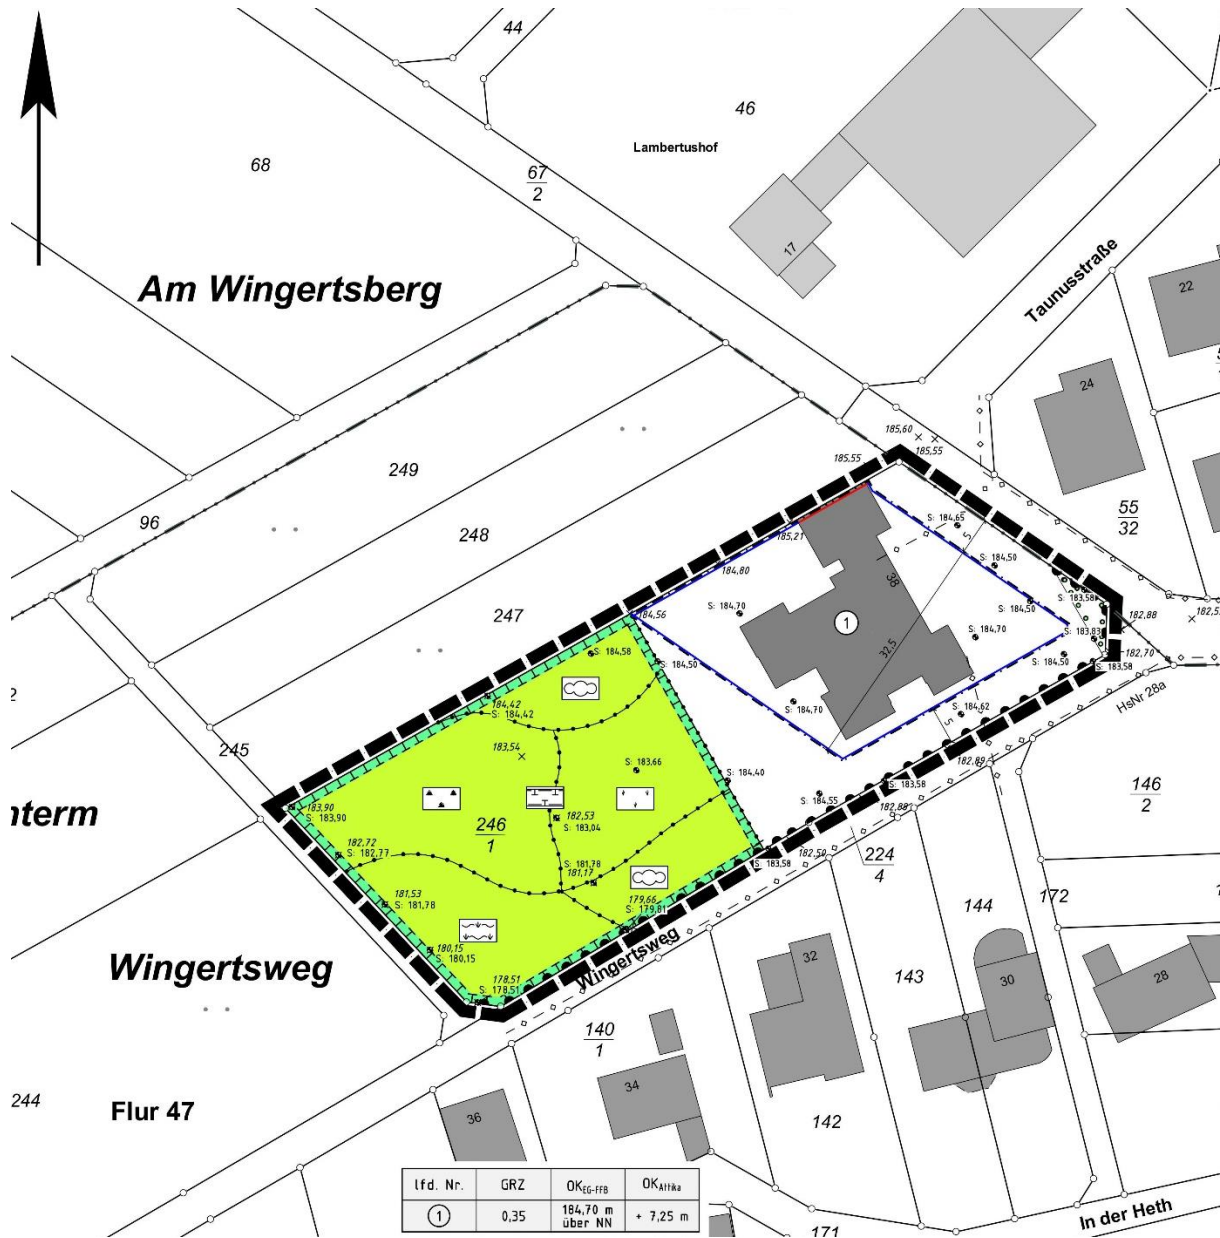 44
46
Lambertushof
68
67
2
17
Taunusstraße
22
Am Wingertsberg
24
185,60
185,55
185,55
249
96
55
32
248
185,21
S: 184,65
5
184,80
S: 184,50
38
S: 183,58
247
184,56
S: 184,70
1
S: 184,50
182,88
S: 184,70
S: 183,83
S: 184,58
S: 184,50
32,5
S: 184,50
182,70
S: 183,58
HsNr 28a
184,42
S: 184,42
S: 184,70
S: 184,62
5
245
183,54
S: 183,66
S: 184,40
182,89
S: 183,58
146
2
183,90
S: 183,90
S: 184,55
182,88
nterm
246
1
182,53
S: 183,04
182,72
S: 182,77
S: 181,78
181,17
182,50
S: 183,58
224
4
181,53
S: 181,78
179,66
S: 179,81
144
172
180,15
S: 180,15
Wingertsweg
Wingertsweg
32
143
30
28
178,51
S: 178,51
140
1
244
Flur 47
36
34
142
lfd. Nr.
GRZ
OKEG-FFB
OKAttika
1
0,35
184,70 m
über NN
+ 7,25 m
171
In der Heth